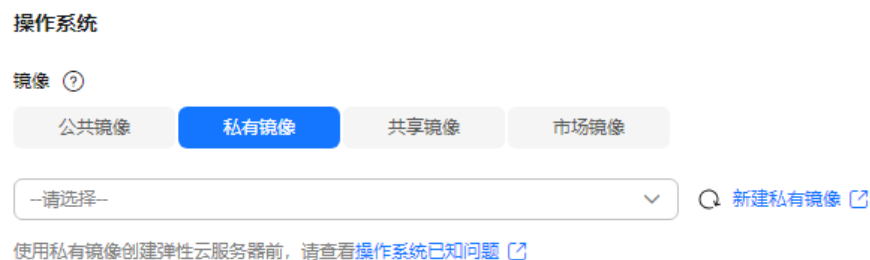 操作系统
镜像 ?
公共镜像 私有镜像 共享镜像 市场镜像
--请选择-- 新建私有镜像
使用私有镜像创建弹性云服务器前，请查看操作系统已知问题